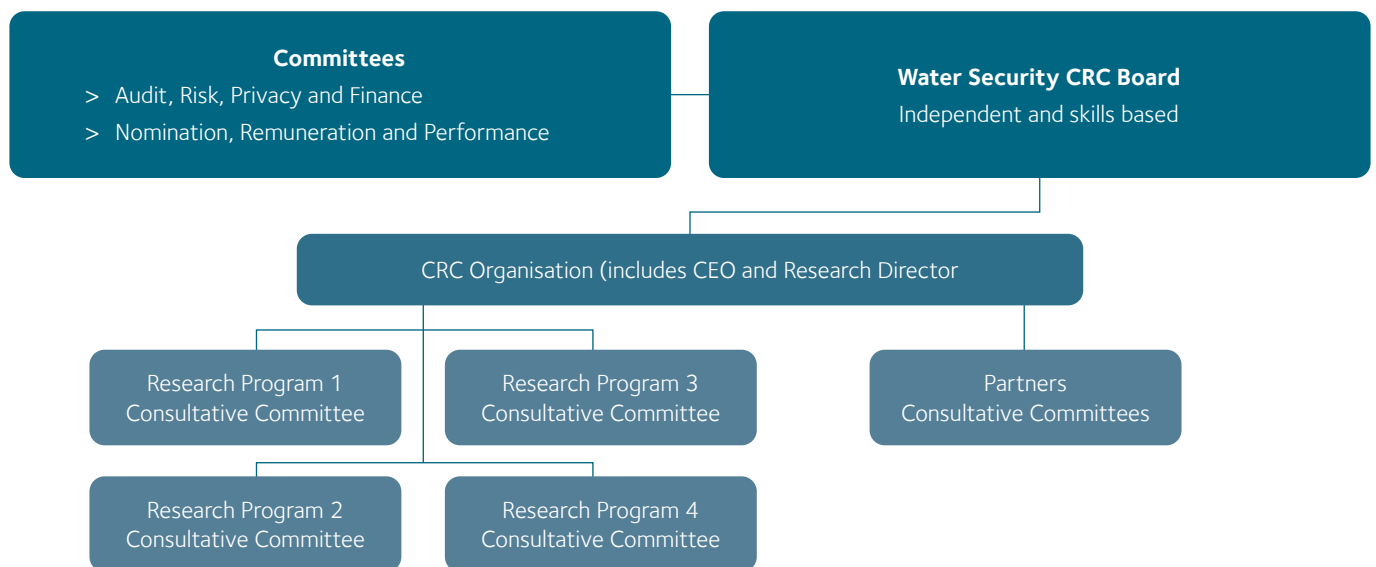 Committees
> Audit, Risk, Privacy and Finance
> Nomination, Remuneration and Performance
Water Security CRC Board
Independent and skills based
CRC Organisation (includes CEO and Research Director
Research Program 1
Consultative Committee
Research Program 3
Consultative Committee
Partners
Consultative Committees
Research Program 2
Consultative Committee
Research Program 4
Consultative Committee